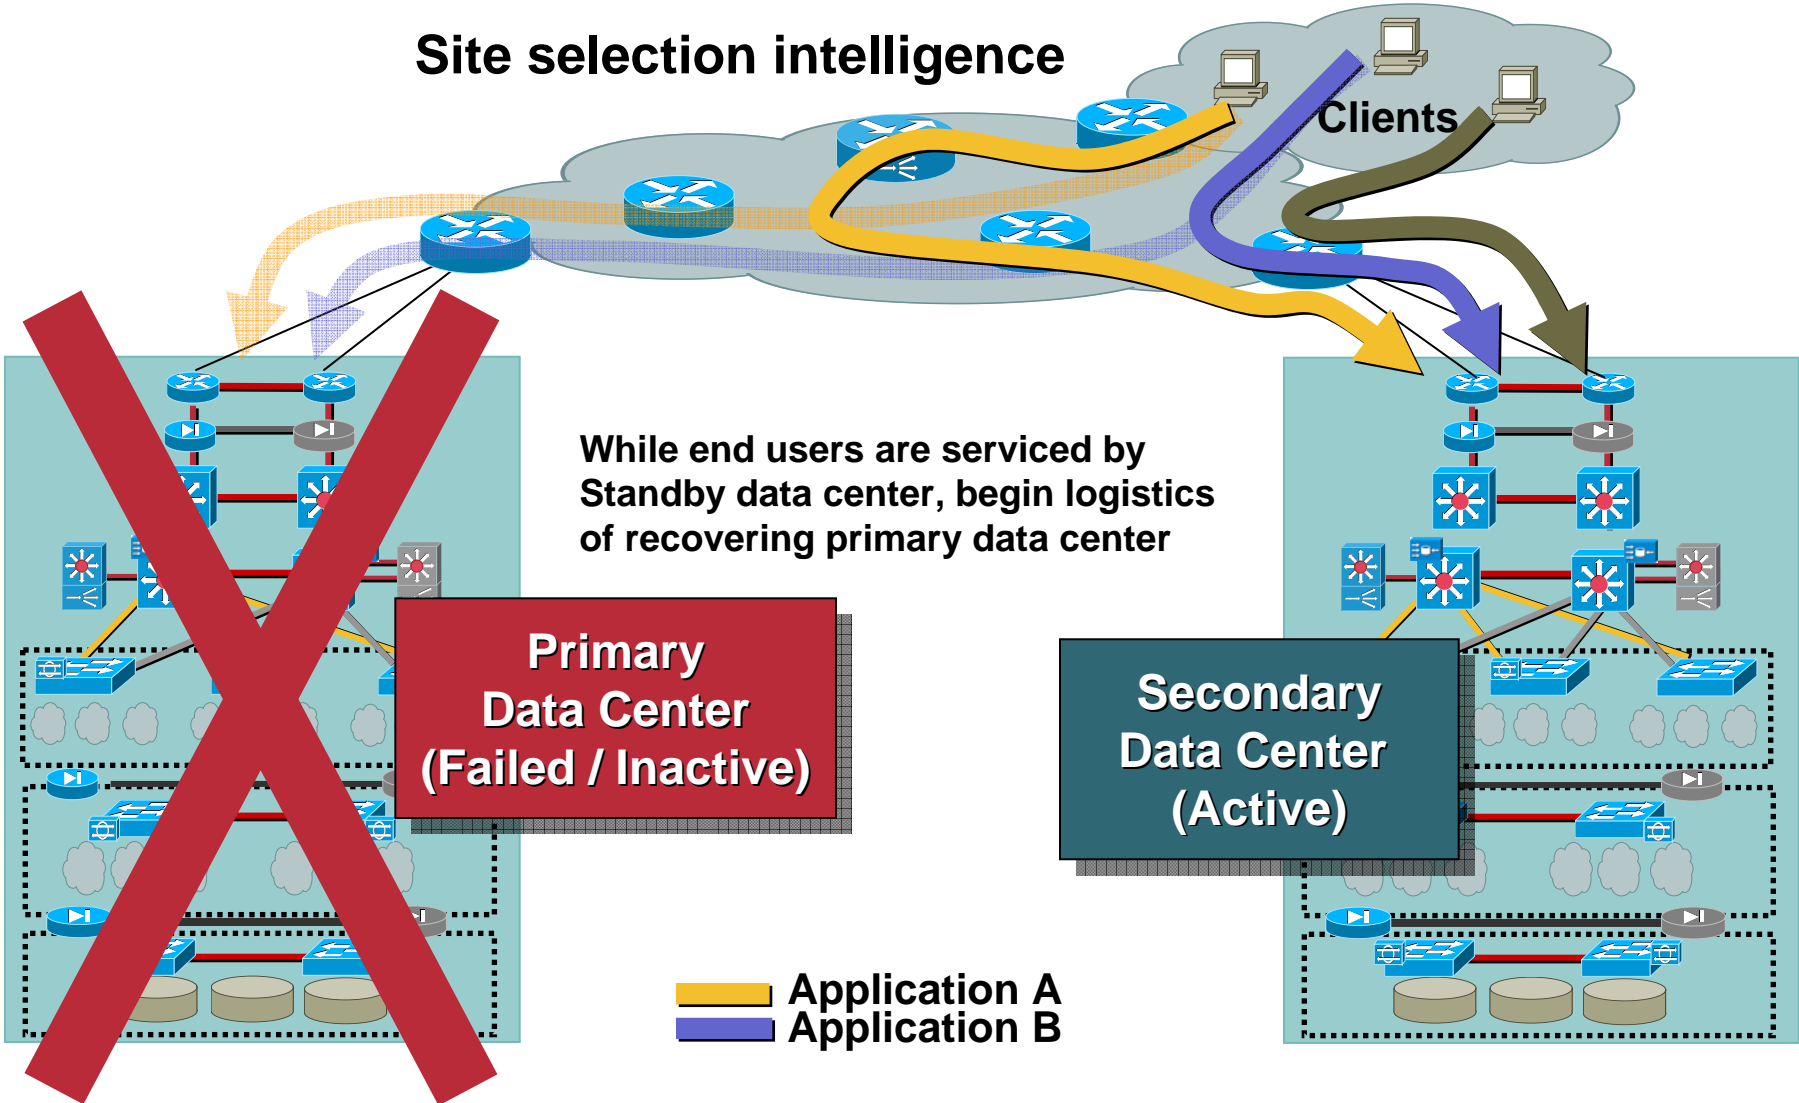 Site selection intelligence
Clients
While end users are serviced by
Standby data center, begin logistics
of recovering primary data center
Primary
Data Center
(Failed / Inactive)
Secondary
Data Center
(Active)
Application A
Application B